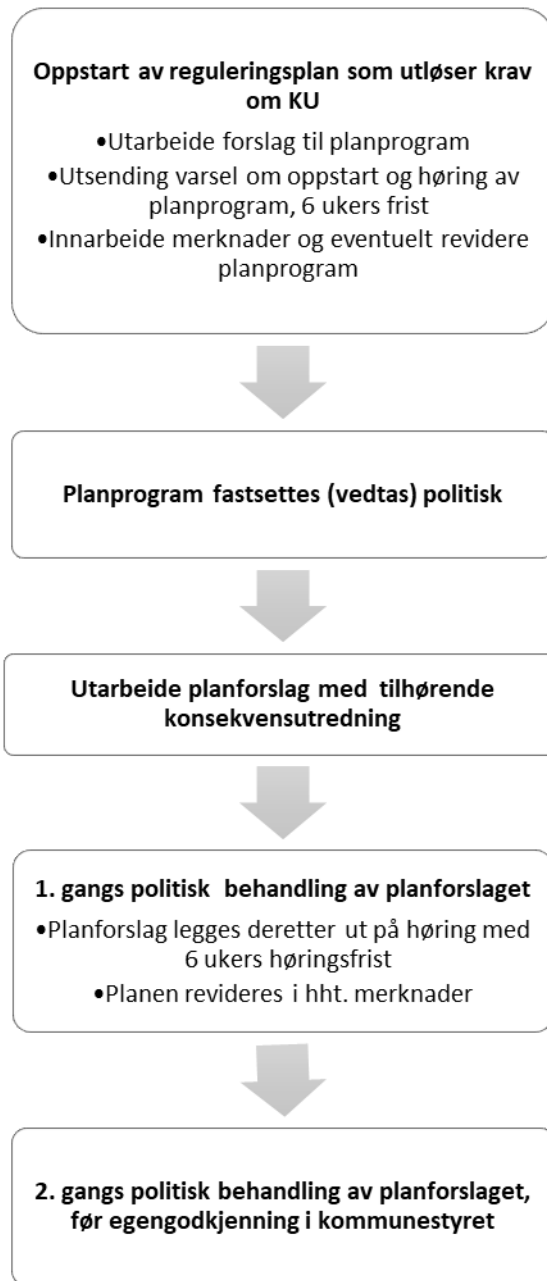 Oppstart av reguleringsplan som utløser krav
om KU
•Utarbeide forslag til planprogram
•Utsending varsel om oppstart og høring av
planprogram, 6 ukers frist
•Innarbeide merknader og eventuelt revidere
planprogram
Planprogram fastsettes (vedtas) politisk
Utarbeide planforslag med tilhørende
konsekvensutredning
1. gangs politisk behandling av planforslaget
•Planforslag legges deretter ut på høring med
6 ukers høringsfrist
•Planen revideres i hht. merknader
2. gangs politisk behandling av planforslaget,
før egengodkjenning i kommunestyret